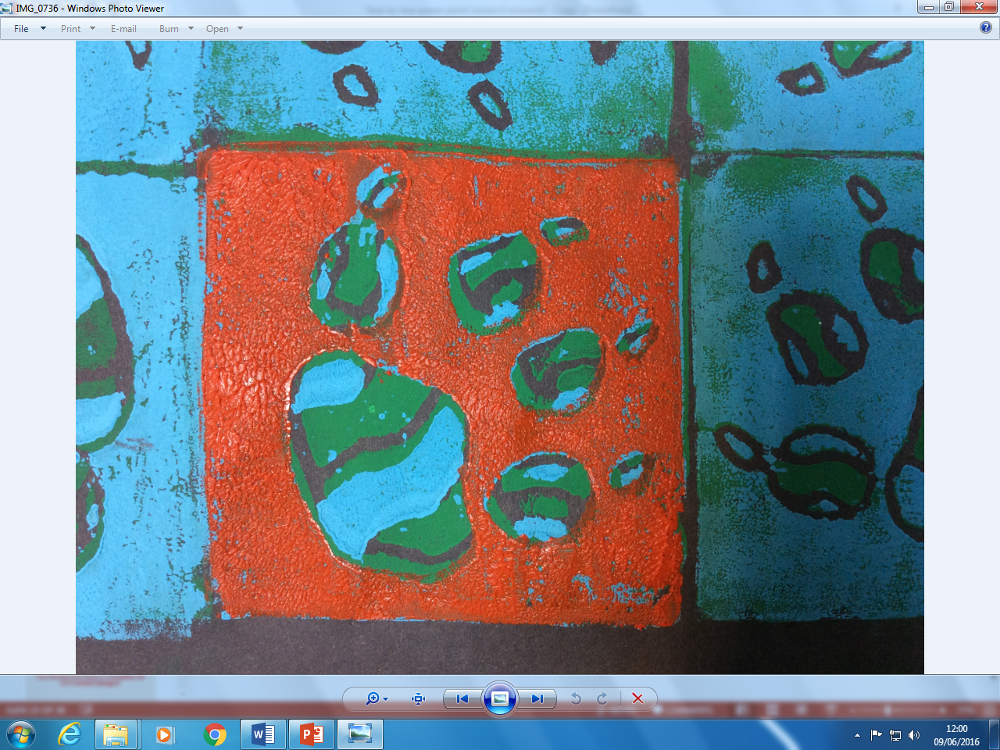 IMG_0736 - Windows Photo Viewer
File Print E-mail Burn Open
12:00
09/06/2016